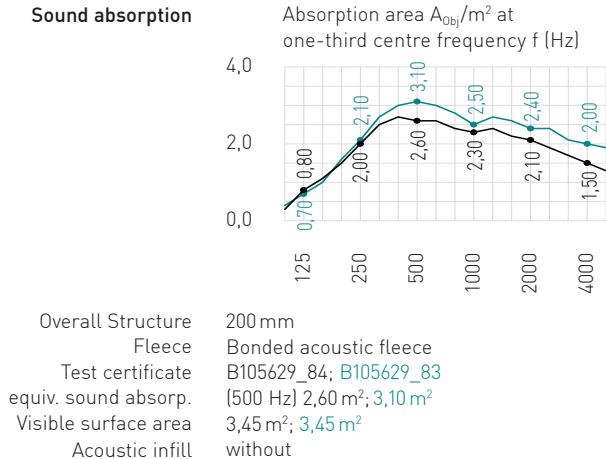 Sound absorption
Absorption area AObj/m² at
one-third centre frequency f (Hz)
4,0
2,0
0,0
0,80
0,70
2,10
2,00
3,10
2,60
2,50
2,30
2,40
2,10
2,00
1,50
125
250
500
1000
2000
4000
Overall Structure 200 mm
Fleece Bonded acoustic fleece
Test certificate B105629_84; B105629_83
equiv. sound absorp. (500 Hz) 2,60 m²; 3,10 m²
Visible surface area 3,45 m²; 3,45 m²
Acoustic infill without